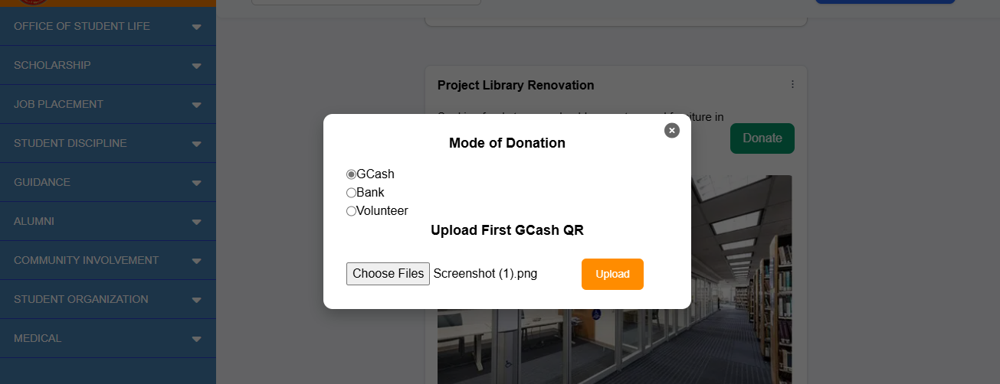 OFFICE OF STUDENT LIFE
SCHOLARSHIP
JOB PLACEMENT
STUDENT DISCIPLINE
GUIDANCE
ALUMNI
COMMUNITY INVOLVEMENT
STUDENT ORGANIZATION
MEDICAL
Project Library Renovation
in
Donate
Mode of Donation
GCash
Bank
Volunteer
Upload First GCash QR
Choose Files Screenshot (1).png
Upload